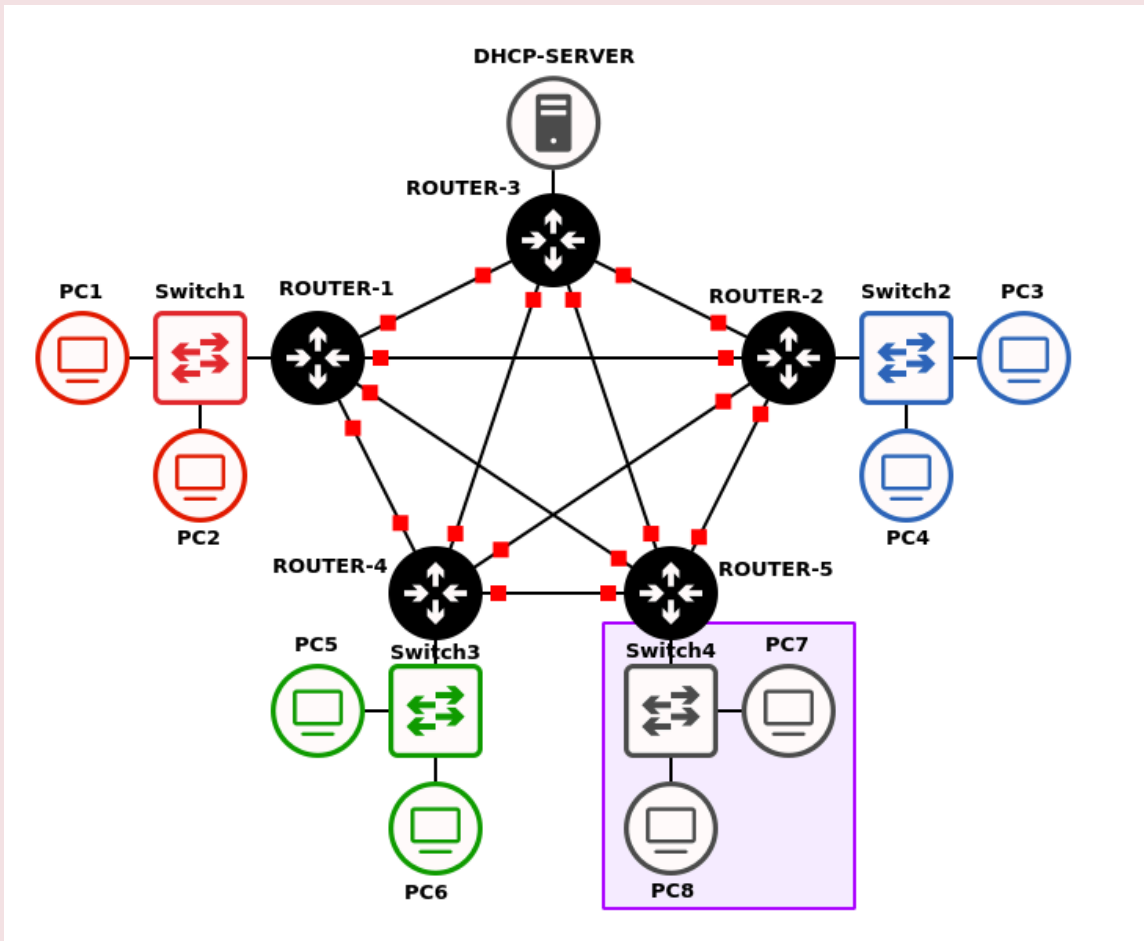 DHCP-SERVER
ROUTER-3
PC1
Switch1
ROUTER-1
ROUTER-2
Switch2
PC3
PC2
PC4
ROUTER-4
ROUTER-5
PC5
Switch3
Switch4
PC7
PC6
PC8